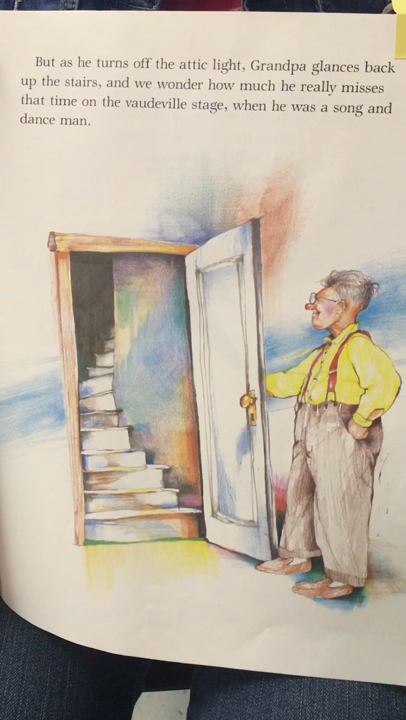 But as he turns off the attic light, Grandpa glances back
up the stairs, and we wonder how much he really misses
that time on the vaudeville stage, when he was a song and
dance man.